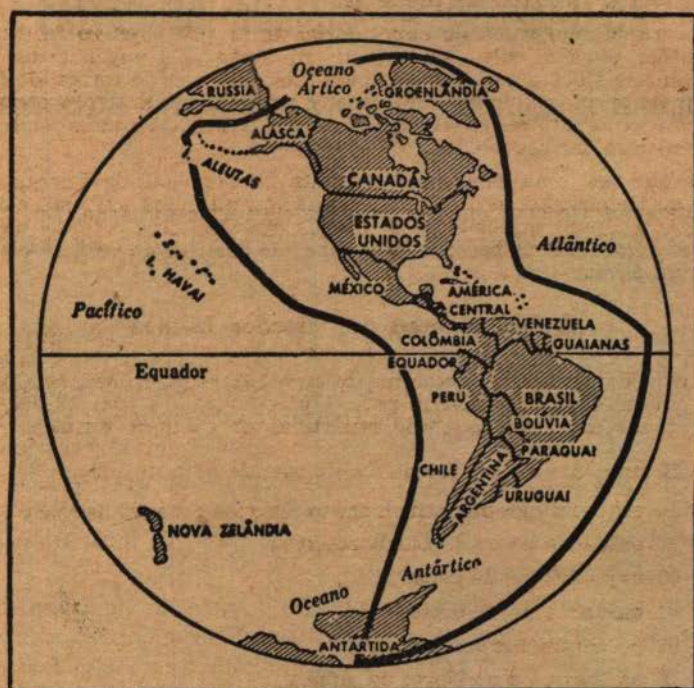 Oceano
Ártico
RUSSIA
GROENLÂNDIA
ALASCA
I. ALEUTAS
CANADÁ
ESTADOS
UNIDOS
Atlântico
I. HAVAI
MÉXICO
AMÉRICA
CENTRAL
Pacífico
VENEZUELA
COLÔMBIA
GUAIANAS
EQUADOR
Equador
PERU
BRASIL
BOLÍVIA
PARAGUAI
CHILE
ARGENTINA
URUGUAI
NOVA ZELÂNDIA
Oceano Antártico
ANTÁRTIDA